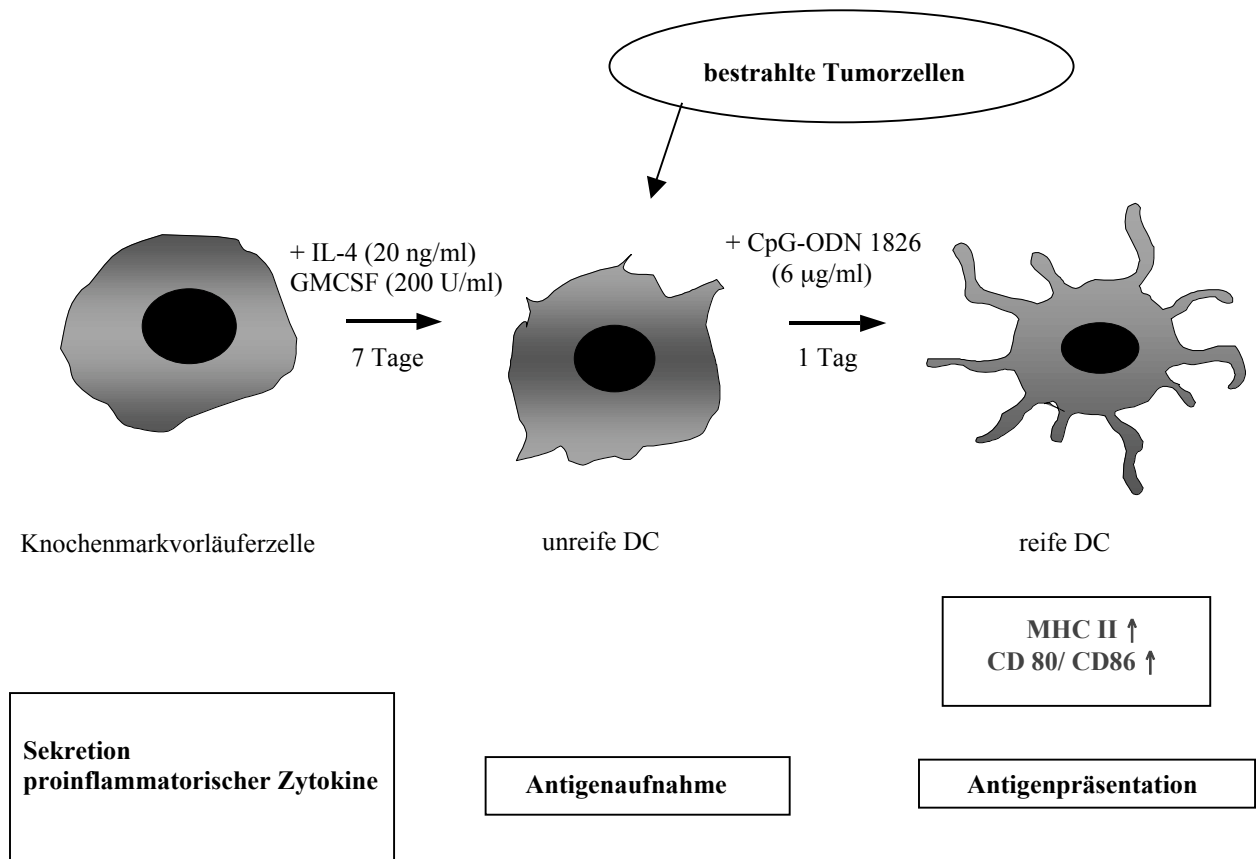 bestrahlte Tumorzellen
+ IL-4 (20 ng/ml)
GMCSF (200 U/ml)
7 Tage
+ CpG-ODN 1826
(6 μg/ml)
1 Tag
Knochenmarkvorläuferzelle
unreife DC
reife DC
MHC II ↑
CD 80/ CD86 ↑
Sekretion
proinflammatorischer Zytokine
Antigenaufnahme
Antigenpräsentation